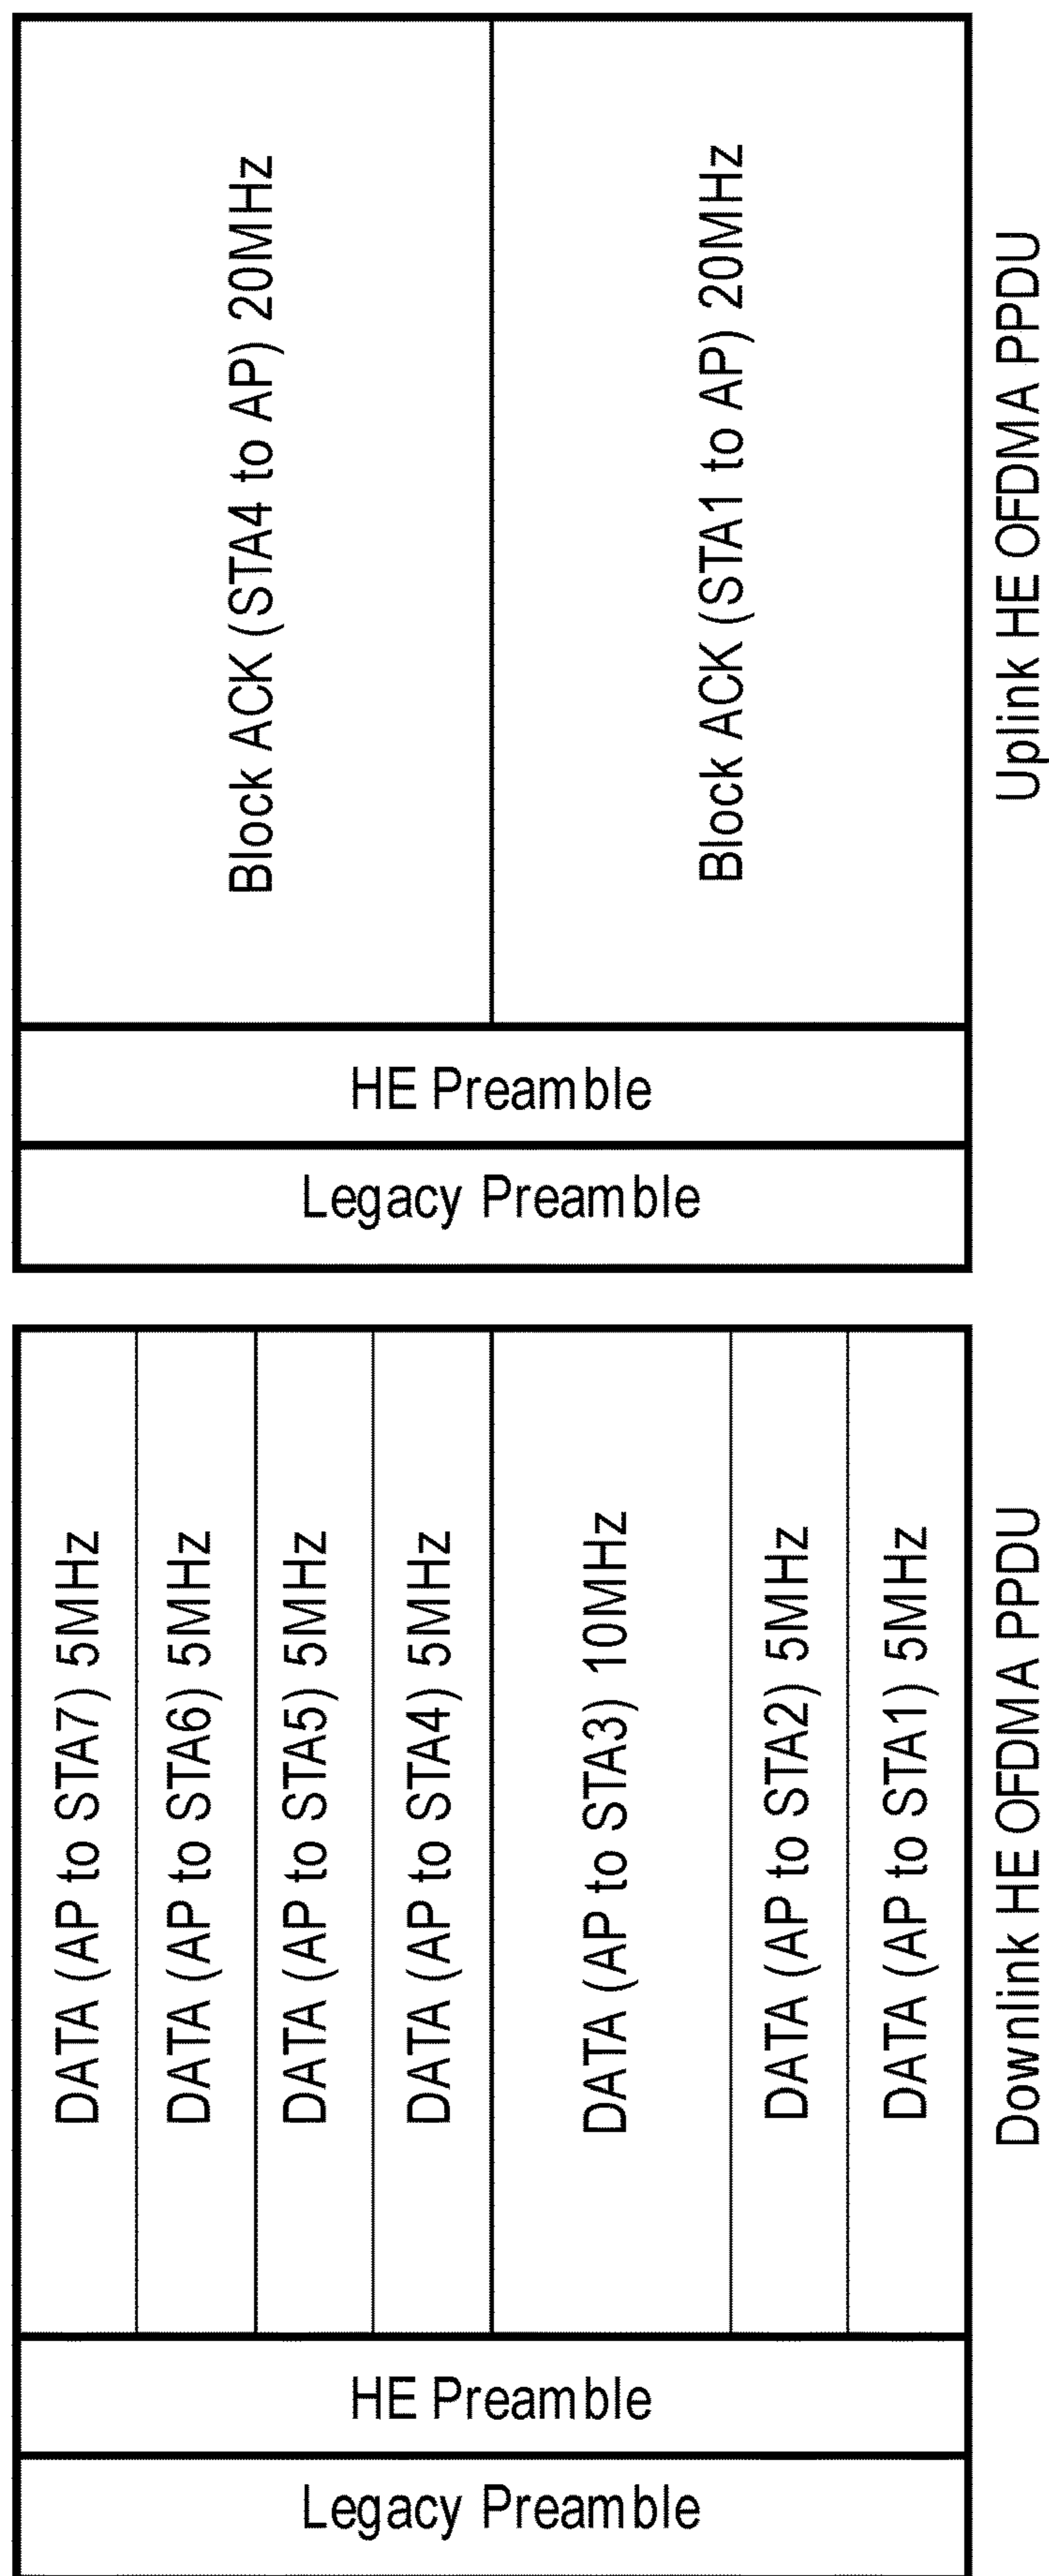 Legacy Preamble
HE Preamble
DATA (AP to STA7) 5MHz
DATA (AP to STA6) 5MHz
DATA (AP to STA5) 5MHz
DATA (AP to STA4) 5MHz
DATA (AP to STA3) 10MHz
DATA (AP to STA2) 5MHz
DATA (AP to STA1) 5MHz
Downlink HE OFDMA PPDU
Legacy Preamble
HE Preamble
Block ACK (STA4 to AP) 20MHz
Block ACK (STA1 to AP) 20MHz
Uplink HE OFDMA PPDU